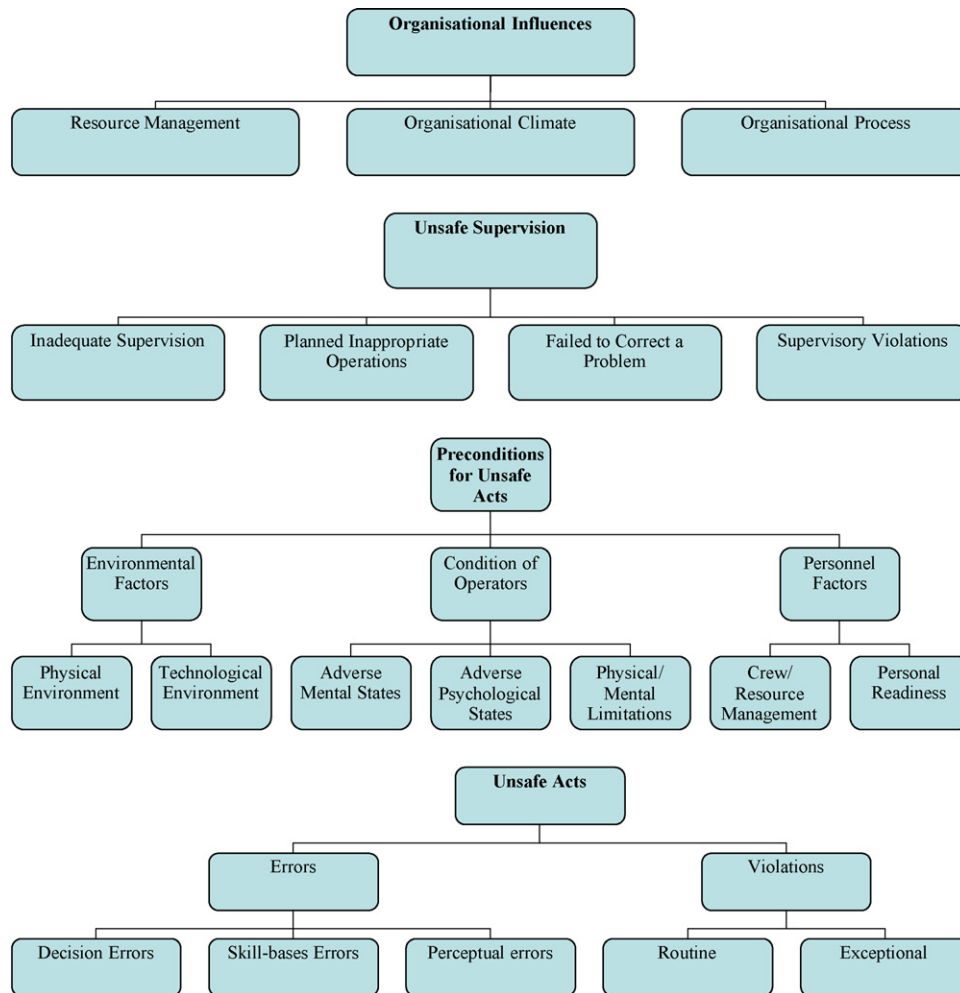 Organisational Influences
Resource Management
Organisational Climate
Organisational Process
Unsafe Supervision
Inadequate Supervision
Planned Inappropriate
Operations
Failed to Correct a
Problem
Supervisory Violations
Preconditions
for Unsafe
Acts
Environmental
Factors
Condition of
Operators
Personnel
Factors
Physical
Environment
Technological
Environment
Adverse
Mental States
Adverse
Psychological
States
Physical/
Mental
Limitations
Crew/
Resource
Management
Personal
Readiness
Unsafe Acts
Errors
Violations
Decision Errors
Skill-bases Errors
Perceptual errors
Routine
Exceptional